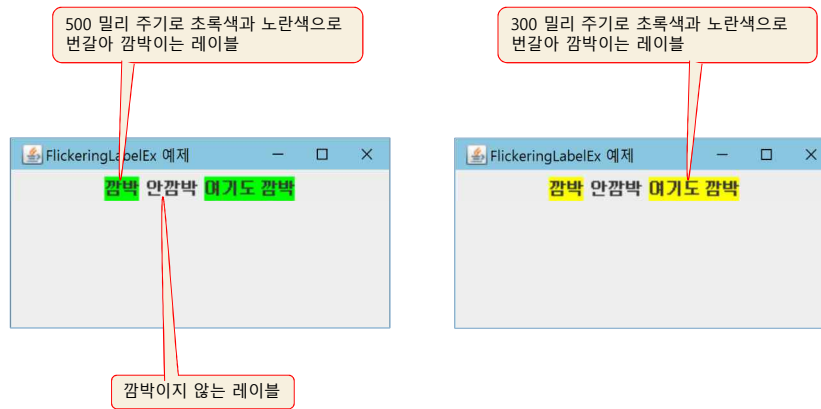 500 밀리 주기로 초록색과 노란색으로
번갈아 깜박이는 레이블
300 밀리 주기로 초록색과 노란색으로
번갈아 깜박이는 레이블
FlickeringLabelEx 예제
깜박 안깜박 여기도 깜박
FlickeringLabelEx 예제
깜박 안깜박 여기도 깜박
깜박이지 않는 레이블